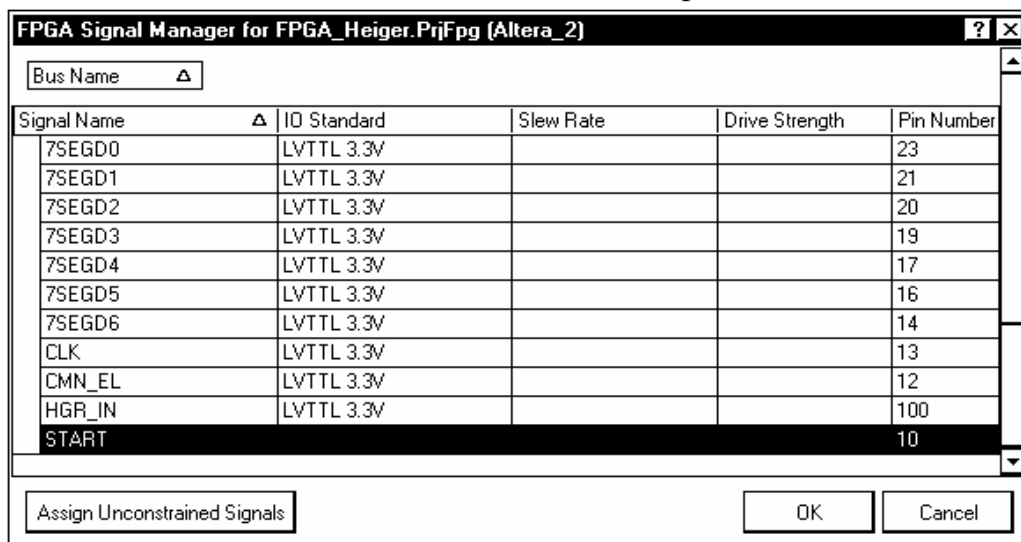 FPGA Signal Manager for FPGA_Heiger.PrjFpg (Altera_2)
Bus Name
Signal Name IO Standard Slew Rate Drive Strength Pin Number
7SEGD0 LVTTL 3.3V 23
7SEGD1 LVTTL 3.3V 21
7SEGD2 LVTTL 3.3V 20
7SEGD3 LVTTL 3.3V 19
7SEGD4 LVTTL 3.3V 17
7SEGD5 LVTTL 3.3V 16
7SEGD6 LVTTL 3.3V 14
CLK LVTTL 3.3V 13
CMN_EL LVTTL 3.3V 12
HGR_IN LVTTL 3.3V 100
START 10
Assign Unconstrained Signals OK Cancel